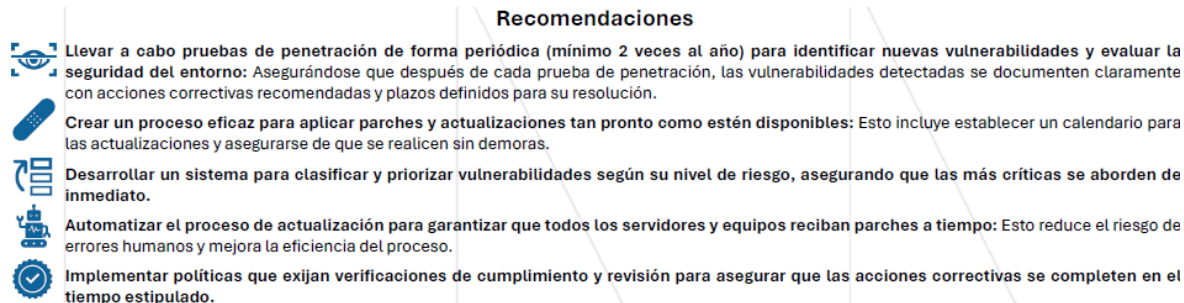 Recomendaciones
Llevar a cabo pruebas de penetración de forma periódica (mínimo 2 veces al año) para identificar nuevas vulnerabilidades y evaluar la
seguridad del entorno: Asegurándose que después de cada prueba de penetración, las vulnerabilidades detectadas se documenten claramente
con acciones correctivas recomendadas y plazos definidos para su resolución.
Crear un proceso eficaz para aplicar parches y actualizaciones tan pronto como estén disponibles: Esto incluye establecer un calendario para
las actualizaciones y asegurarse de que se realicen sin demoras.
Desarrollar un sistema para clasificar y priorizar vulnerabilidades según su nivel de riesgo, asegurando que las más críticas se aborden de
inmediato.
Automatizar el proceso de actualización para garantizar que todos los servidores y equipos reciban parches a tiempo: Esto reduce el riesgo de
errores humanos y mejora la eficiencia del proceso.
Implementar políticas que exijan verificaciones de cumplimiento y revisión para asegurar que las acciones correctivas se completen en el
tiempo estipulado.